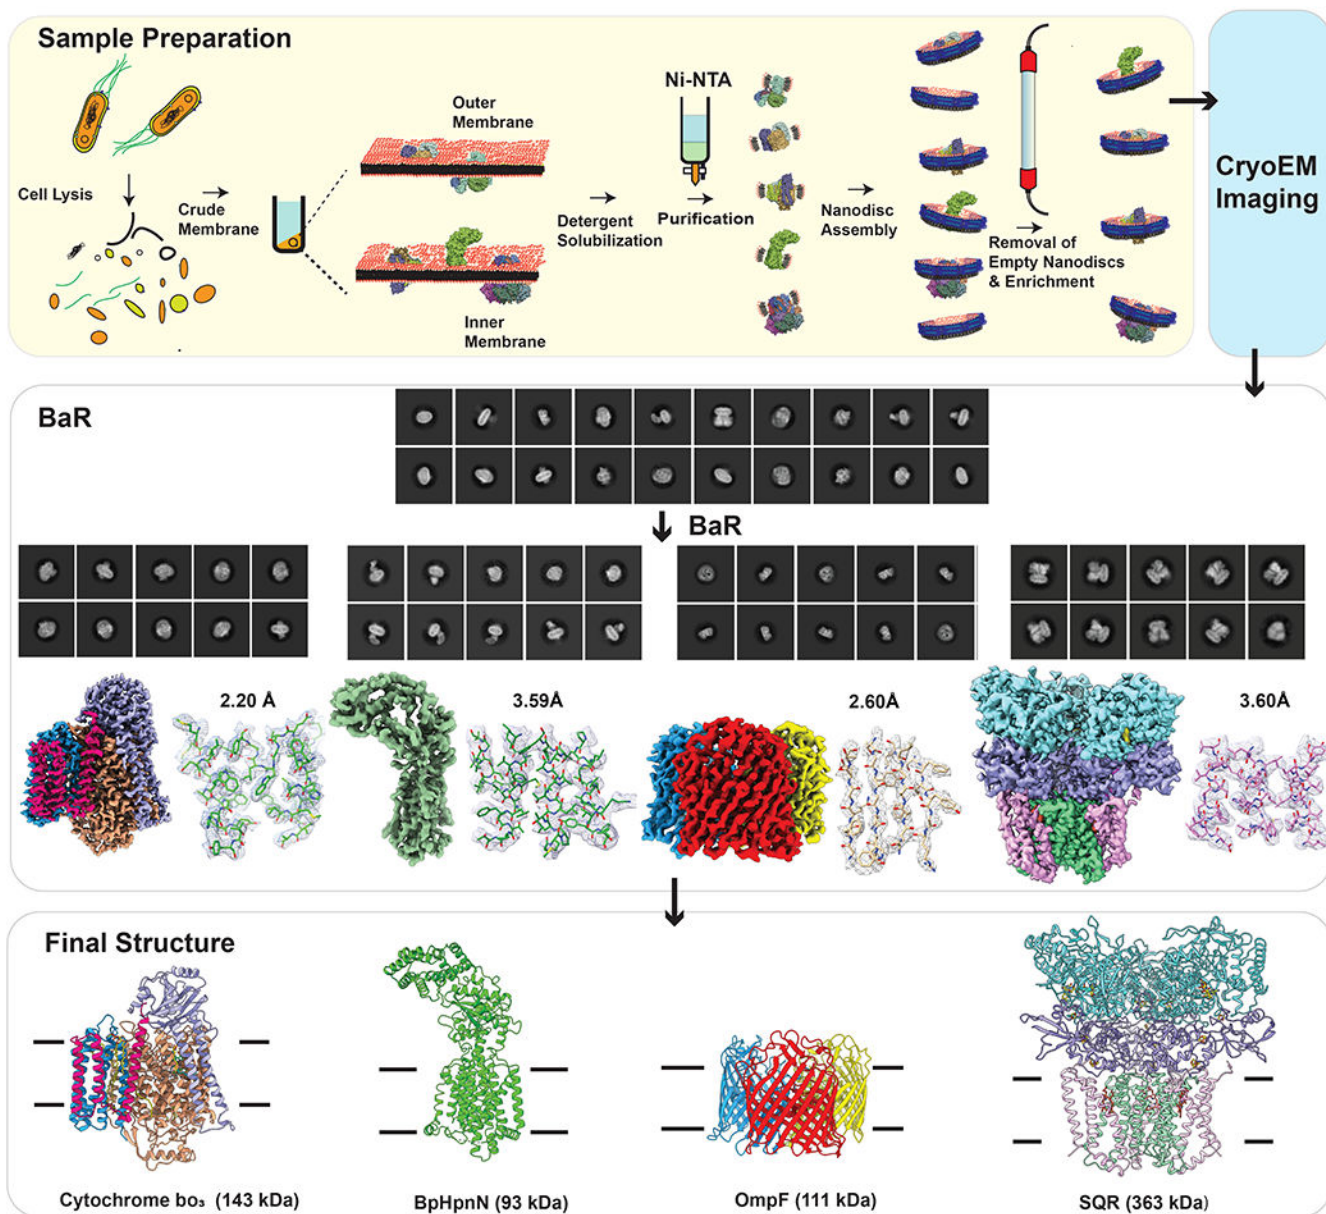 Sample Preparation
Cell Lysis
Crude
Membrane
Outer
Membrane
Inner
Membrane
Detergent
Solubilization
Ni-NTA
Purification
Nanodisc
Assembly
Removal of
Empty Nanodiscs
& Enrichment
CryoEM
Imaging
BaR
BaR
2.20 Å
3.59Å
2.60Å
3.60Å
Final Structure
Cytochrome bo₃ (143 kDa)
BpHpnN (93 kDa)
OmpF (111 kDa)
SQR (363 kDa)